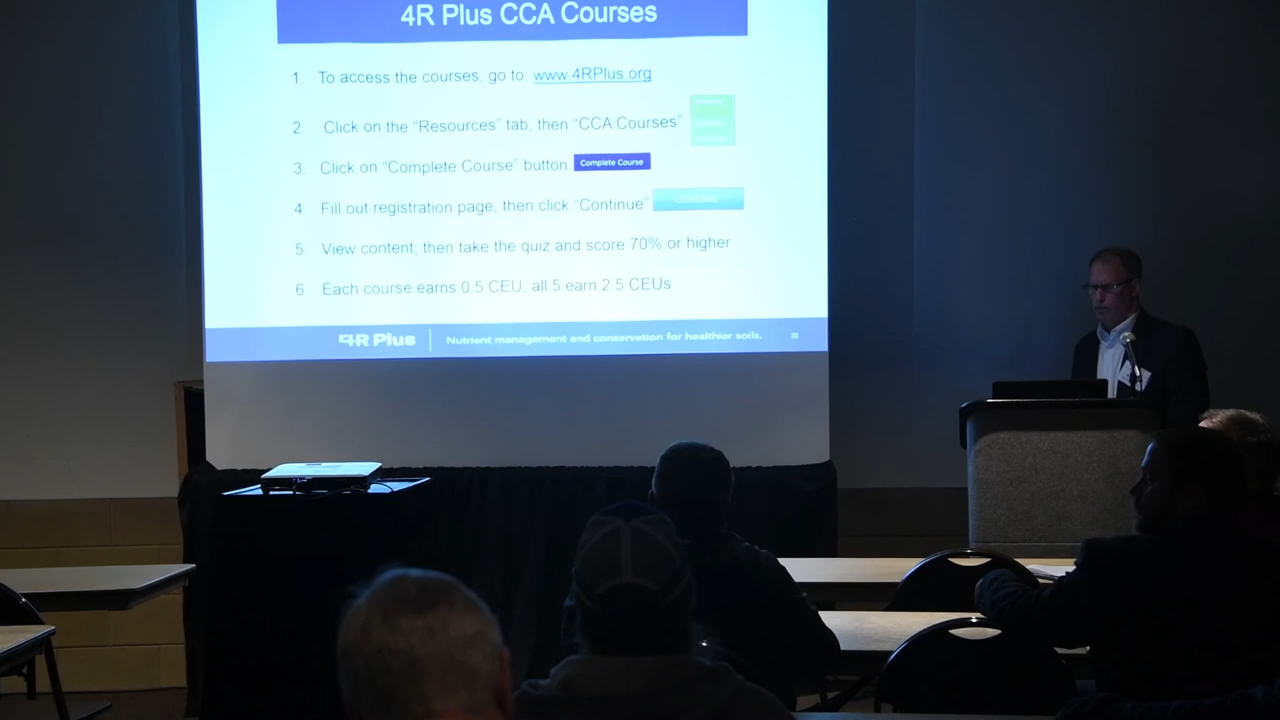 4R Plus CCA Courses
1. To access the courses, go to: www.4RPlus.org
2. Click on the "Resources" tab, then "CCA Courses"
3. Click on "Complete Course" button Complete Course
4. Fill out registration page, then click "Continue" CONTINUE
5. View content, then take the quiz and score 70% or higher
6. Each course earns 0.5 CEU; all 5 earn 2.5 CEUs
4R Plus Nutrient management and conservation for healthier soils.